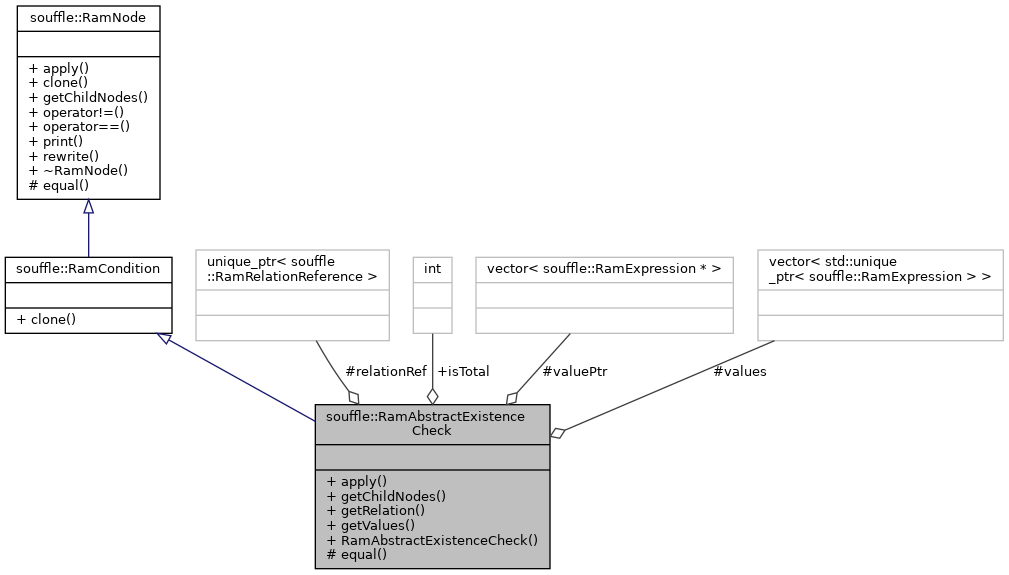 souffle::RamNode
+ apply()
+ clone()
+ getChildNodes()
+ operator!=()
+ operator==()
+ print()
+ rewrite()
+ ~RamNode()
# equal()
souffle::RamCondition
+ clone()
unique_ptr< souffle
::RamRelationReference >
int
vector< souffle::RamExpression * >
vector< std::unique
_ptr< souffle::RamExpression > >
#relationRef
+isTotal
#valuePtr
#values
souffle::RamAbstractExistence
Check
+ apply()
+ getChildNodes()
+ getRelation()
+ getValues()
+ RamAbstractExistenceCheck()
# equal()